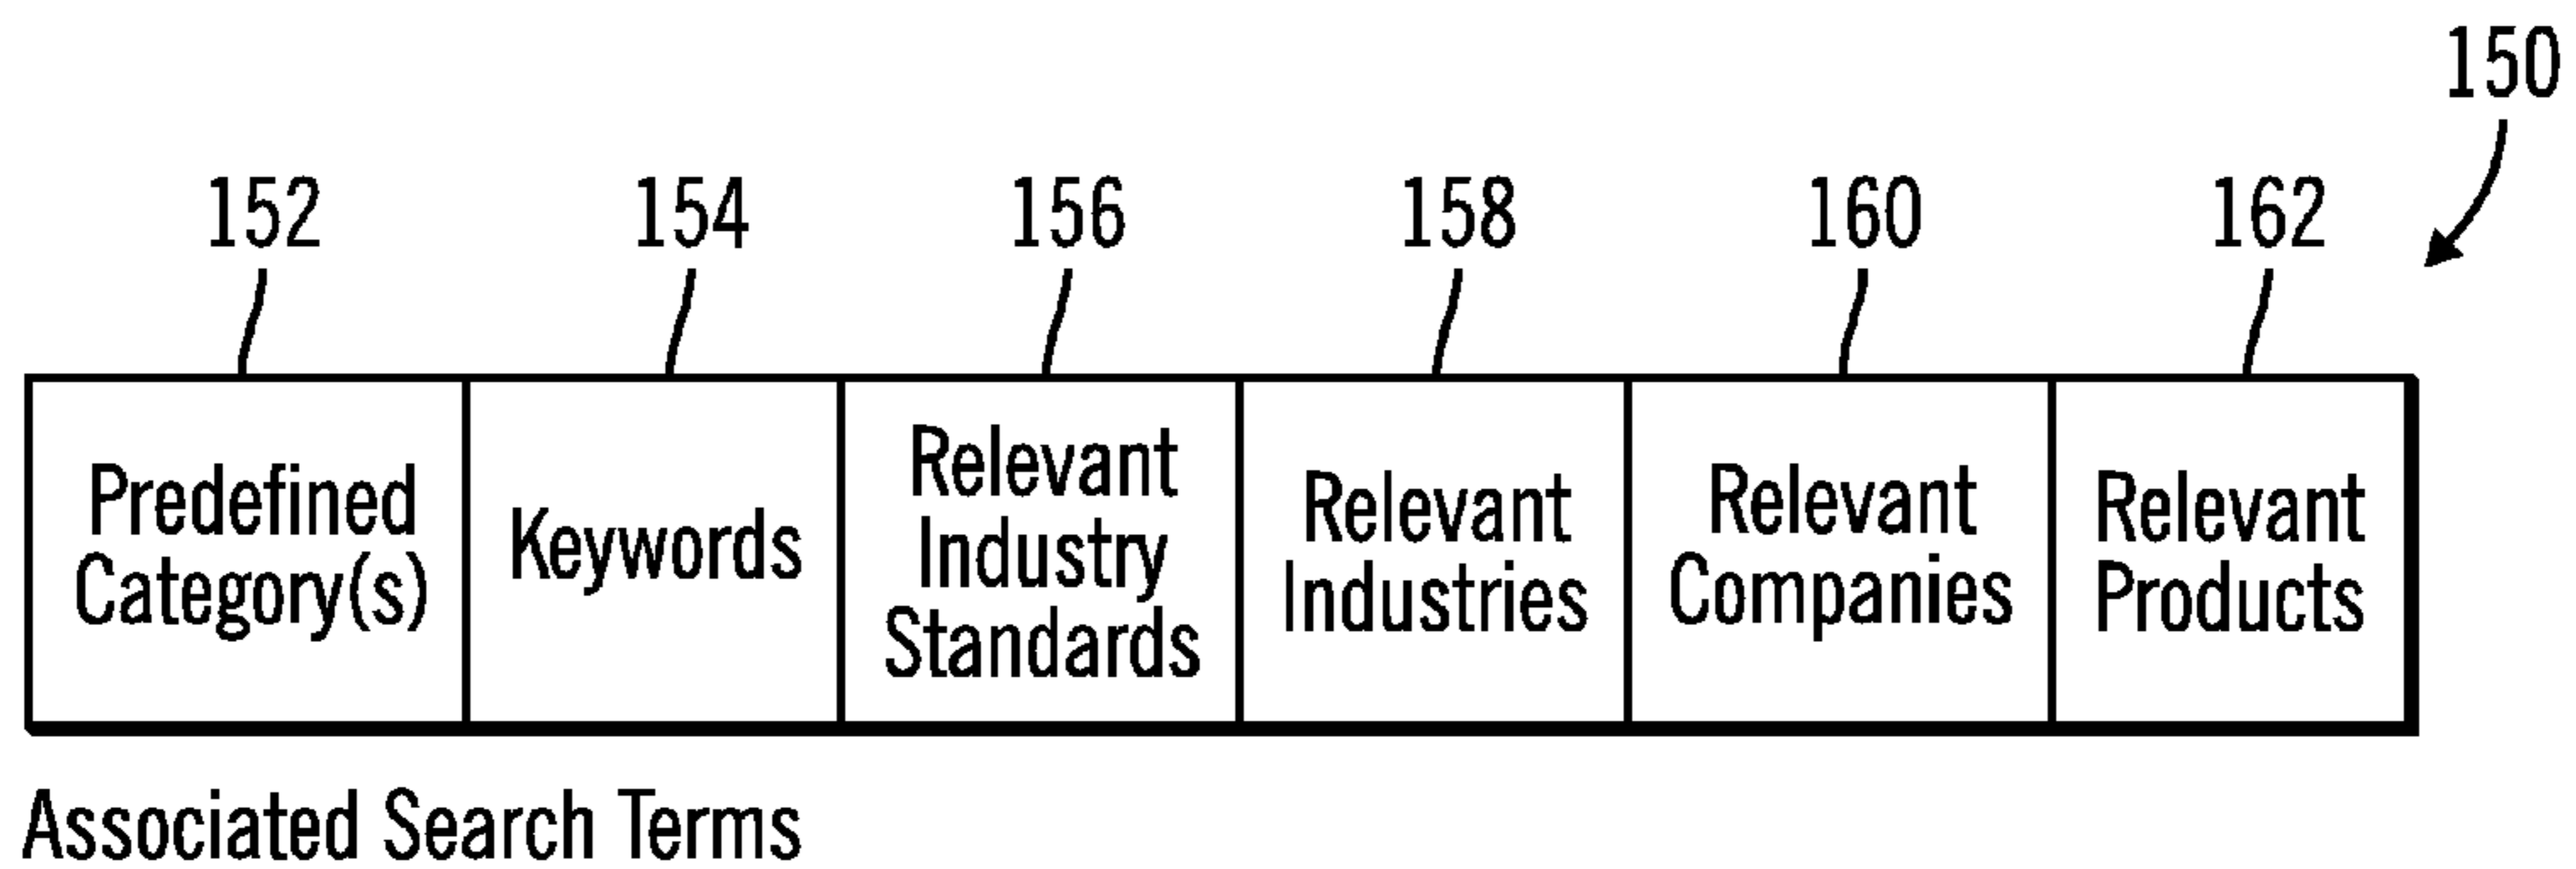 150
152 154 156 158 160 162
Predefined
Category(s)
Keywords
Relevant
Industry
Standards
Relevant
Industries
Relevant
Companies
Relevant
Products
Associated Search Terms